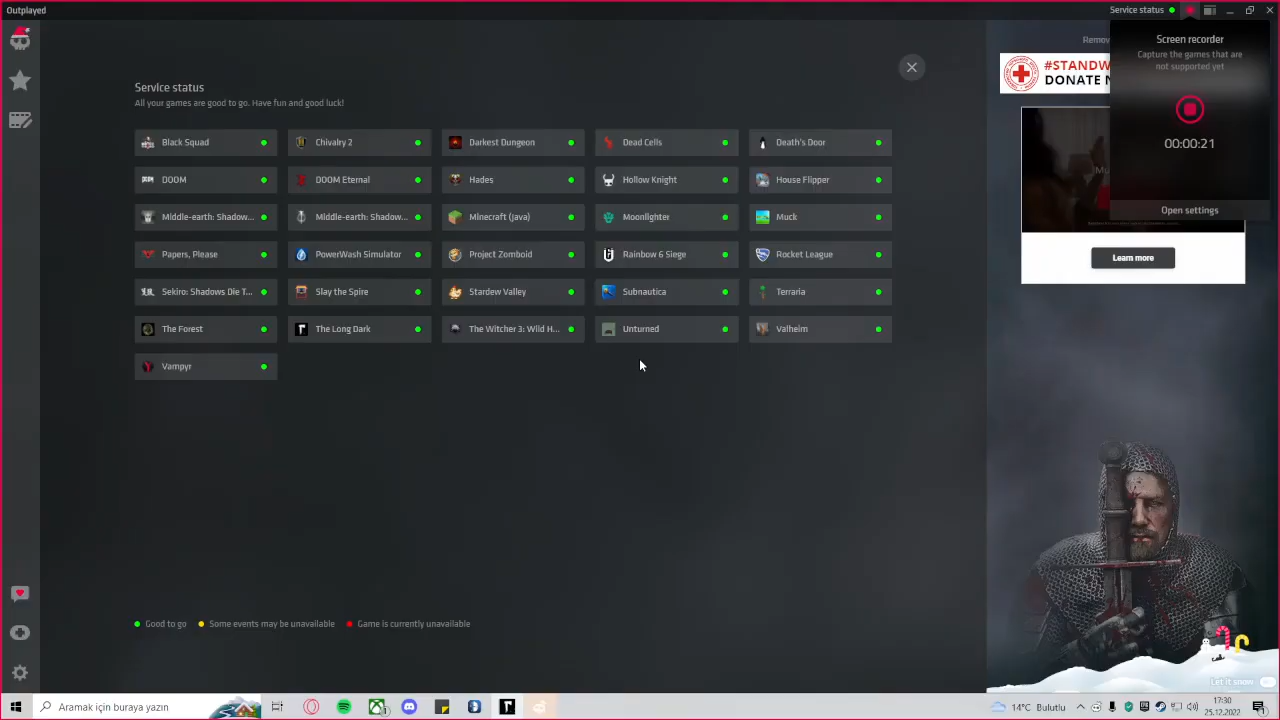 Outplayed
Service status
Screen recorder
Capture the games that are
not supported yet
00:00:21
Open settings
Remov
#STANDW
DONATE N
Mu
Learn more
Service status
All your games are good to go. Have fun and good luck!
Black Squad
Chivalry 2
Darkest Dungeon
Dead Cells
Death's Door
DOOM
DOOM Eternal
Hades
Hollow Knight
House Flipper
Middle-earth: Shadow...
Middle-earth: Shadow...
Minecraft (java)
Moonlighter
Muck
Papers, Please
PowerWash Simulator
Project Zomboid
Rainbow 6 Siege
Rocket League
Sekiro: Shadows Die T...
Slay the Spire
Stardew Valley
Subnautica
Terraria
The Forest
The Long Dark
The Witcher 3: Wild H...
Unturned
Valheim
Vampyr
Good to go
Some events may be unavailable
Game is currently unavailable
Let it snow
Aramak için buraya yazın
14°C Bulutlu
17:30
25.12.2022